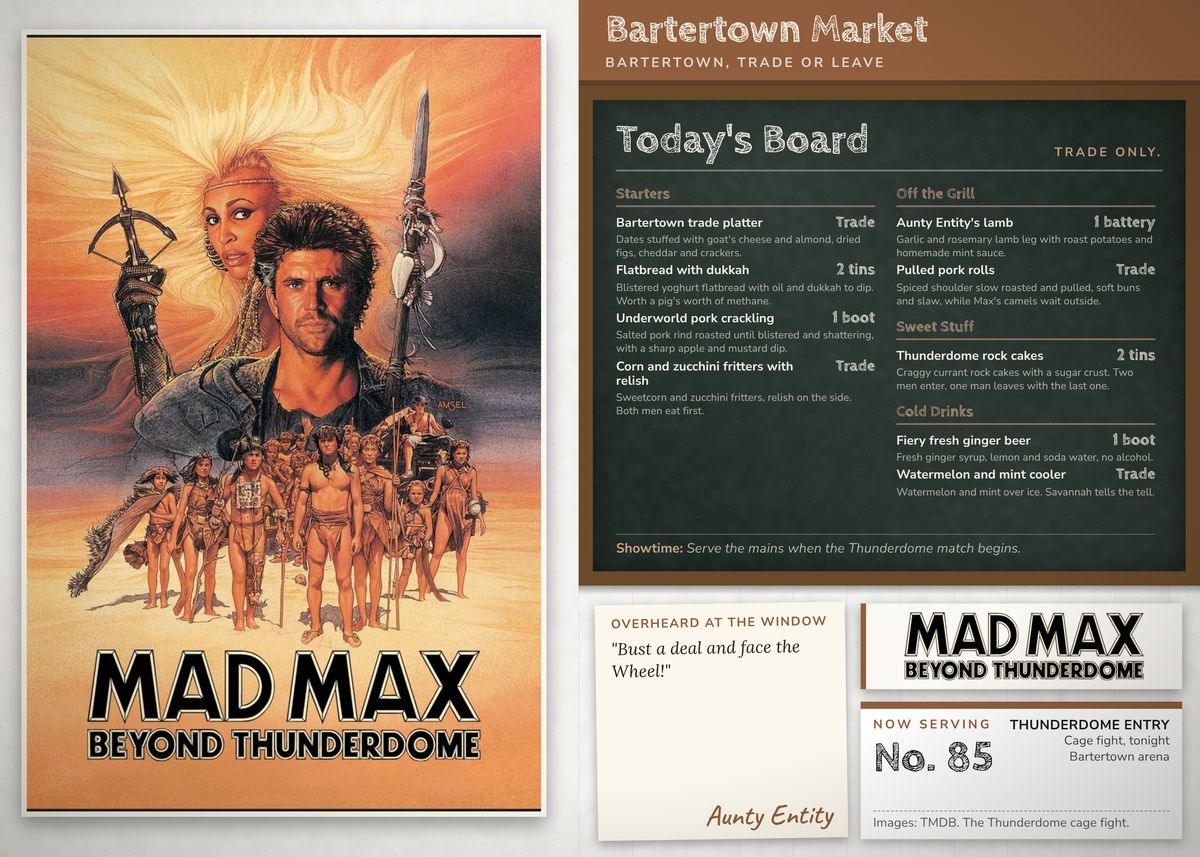 AMSEL
MAD MAX
BEYOND THUNDERDOME
Bartertown Market
BARTERTOWN, TRADE OR LEAVE
Today's Board
TRADE ONLY.
Starters
Bartertown trade platter Trade
Dates stuffed with goat's cheese and almond, dried
figs, cheddar and crackers.
Flatbread with dukkah 2 tins
Blistered yoghurt flatbread with oil and dukkah to dip.
Worth a pig's worth of methane.
Underworld pork crackling 1 boot
Salted pork rind roasted until blistered and shattering,
with a sharp apple and mustard dip.
Corn and zucchini fritters with Trade
relish
Sweetcorn and zucchini fritters, relish on the side.
Both men eat first.
Off the Grill
Aunty Entity's lamb 1 battery
Garlic and rosemary lamb leg with roast potatoes and
homemade mint sauce.
Pulled pork rolls Trade
Spiced shoulder slow roasted and pulled, soft buns
and slaw, while Max's camels wait outside.
Sweet Stuff
Thunderdome rock cakes 2 tins
Craggy currant rock cakes with a sugar crust. Two
men enter, one man leaves with the last one.
Cold Drinks
Fiery fresh ginger beer 1 boot
Fresh ginger syrup, lemon and soda water, no alcohol.
Watermelon and mint cooler Trade
Watermelon and mint over ice. Savannah tells the tell.
Showtime: Serve the mains when the Thunderdome match begins.
OVERHEARD AT THE WINDOW
"Bust a deal and face the
Wheel!"
Aunty Entity
MAD MAX
BEYOND THUNDERDOME
NOW SERVING
No. 85
THUNDERDOME ENTRY
Cage fight, tonight
Bartertown arena
Images: TMDB. The Thunderdome cage fight.